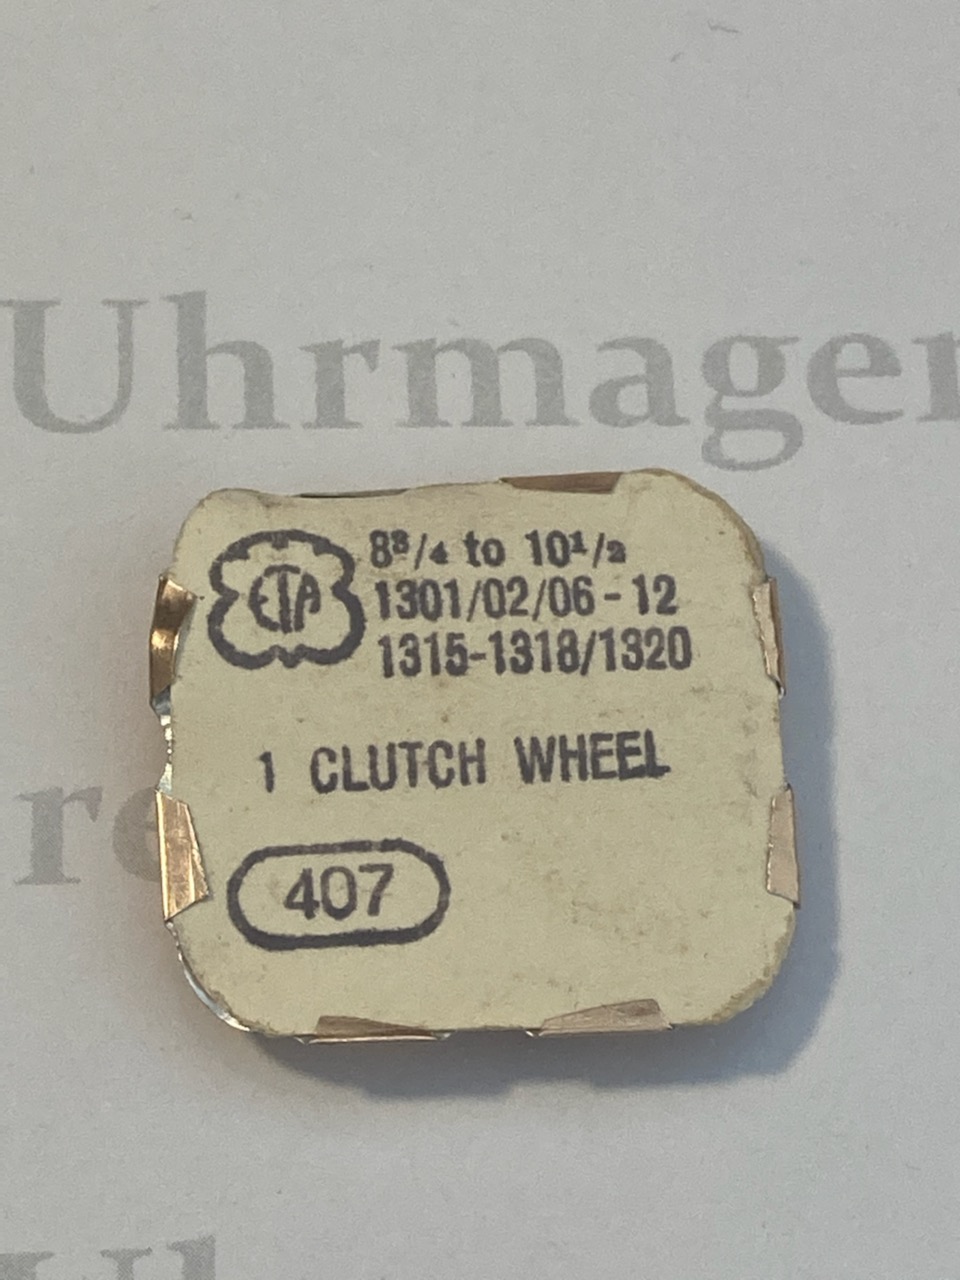 Uhrmager
ETA
8³/₄ to 10¹/₂
1301/02/06-12
1315-1318/1320
1 CLUTCH WHEEL
407